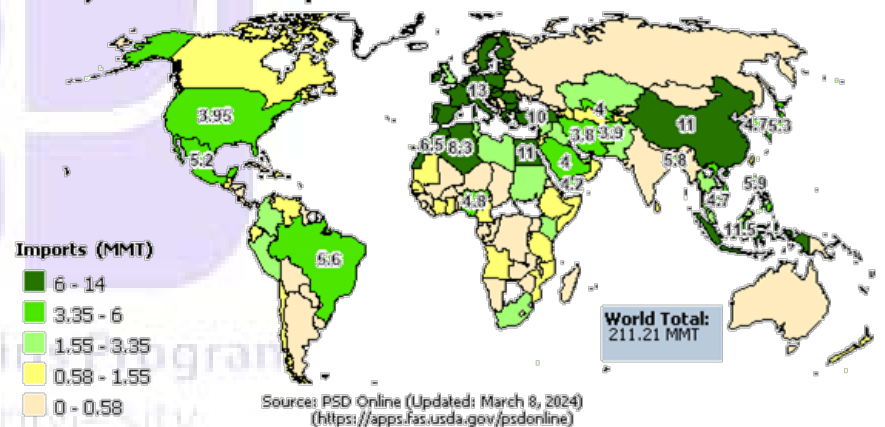 3.95
5.2
5.6
13
10
6.5
8.3
11
4.8
4
4.2
3.8
3.9
4
11
4.7
5.3
5.8
5.9
4.7
11.5
Imports (MMT)
6 - 14
3.35 - 6
1.55 - 3.35
0.58 - 1.55
0 - 0.58
World Total:
211.21 MMT
Source: PSD Online (Updated: March 8, 2024)
(https://apps.fas.usda.gov/psdonline)